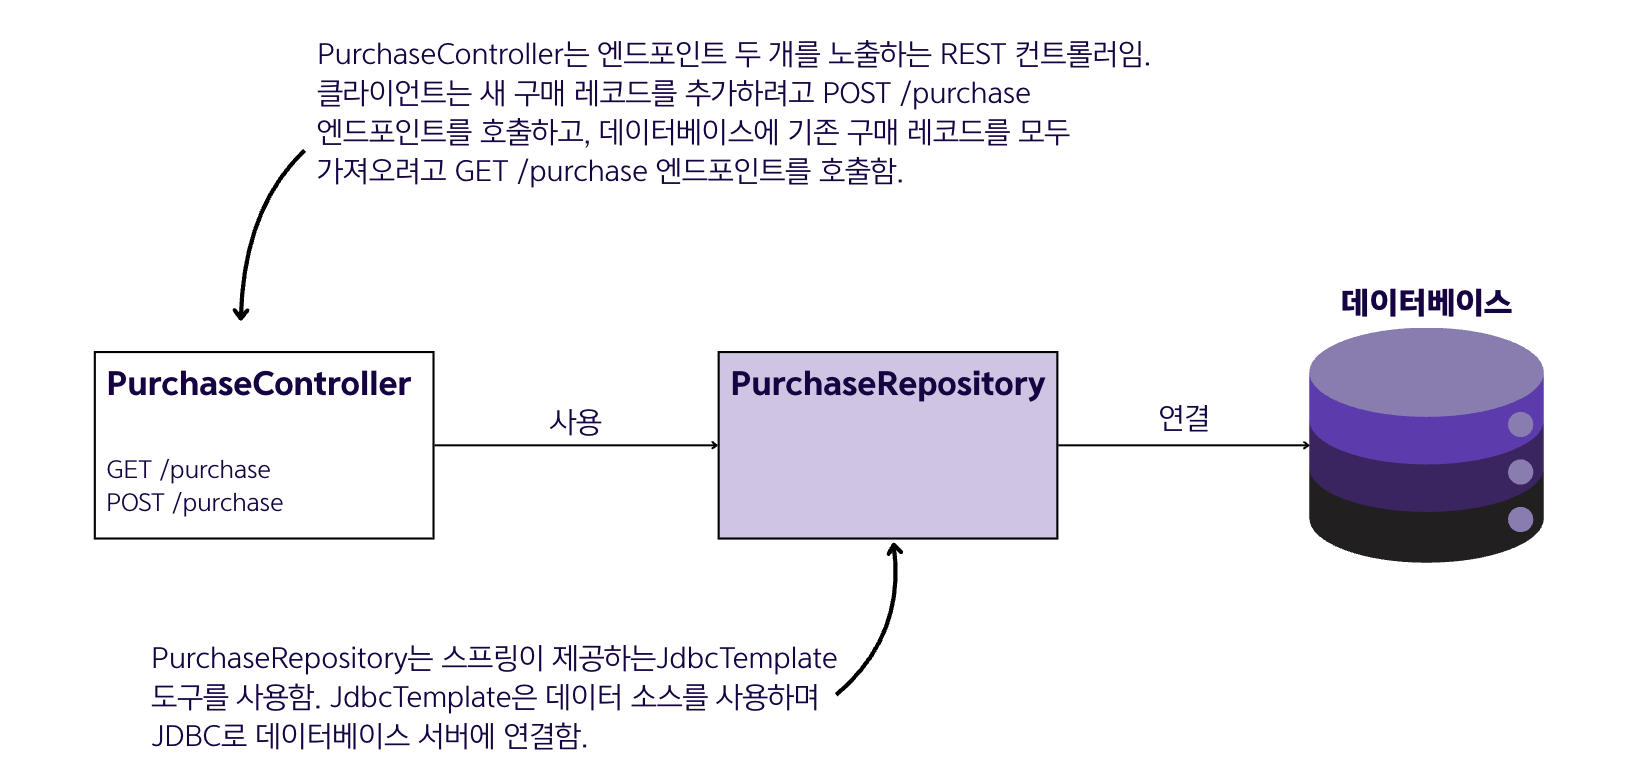 PurchaseController는 엔드포인트 두 개를 노출하는 REST 컨트롤러임.
클라이언트는 새 구매 레코드를 추가하려고 POST /purchase
엔드포인트를 호출하고, 데이터베이스에 기존 구매 레코드를 모두
가져오려고 GET /purchase 엔드포인트를 호출함.
데이터베이스
PurchaseController
GET /purchase
POST /purchase
사용
PurchaseRepository
연결
PurchaseRepository는 스프링이 제공하는JdbcTemplate
도구를 사용함. JdbcTemplate은 데이터 소스를 사용하며
JDBC로 데이터베이스 서버에 연결함.